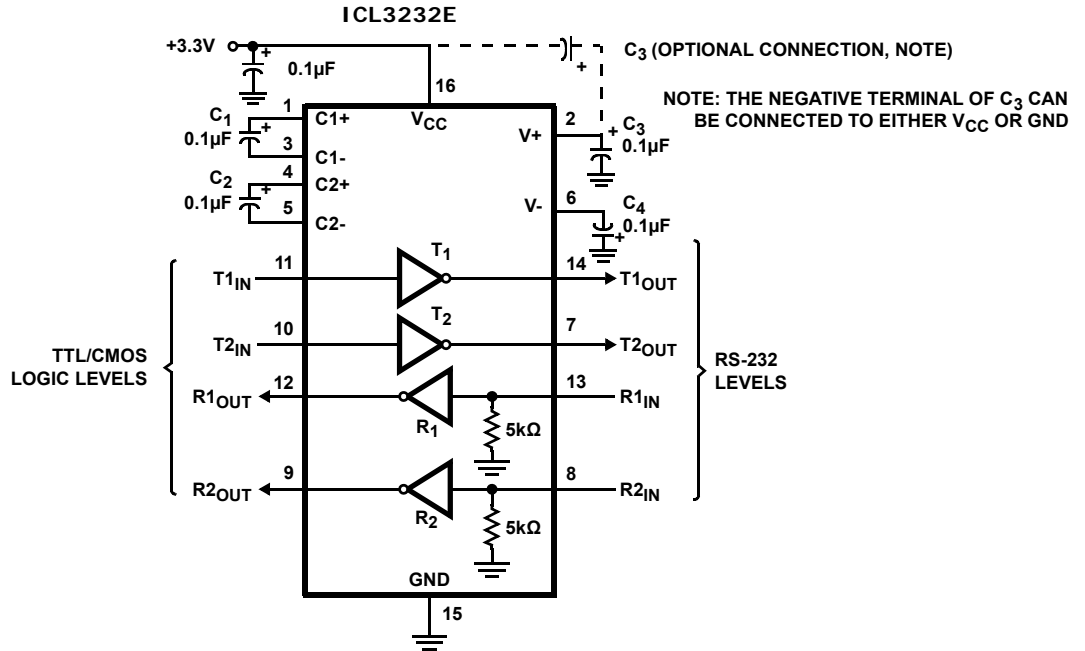 ICL3232E
+3.3V
+
0.1µF
+
C3 (OPTIONAL CONNECTION, NOTE)
NOTE: THE NEGATIVE TERMINAL OF C3 CAN
BE CONNECTED TO EITHER VCC OR GND
16
VCC
C1
0.1µF
+
1
C1+
3
C1-
C2
0.1µF
+
4
C2+
5
C2-
2
V+
+
C3
0.1µF
6
V-
C4
0.1µF
+
T1IN
11
T1
14
T1OUT
T2IN
10
T2
7
T2OUT
TTL/CMOS
LOGIC LEVELS
RS-232
LEVELS
R1OUT
12
R1
13
R1IN
5kΩ
R2OUT
9
R2
8
R2IN
5kΩ
GND
15